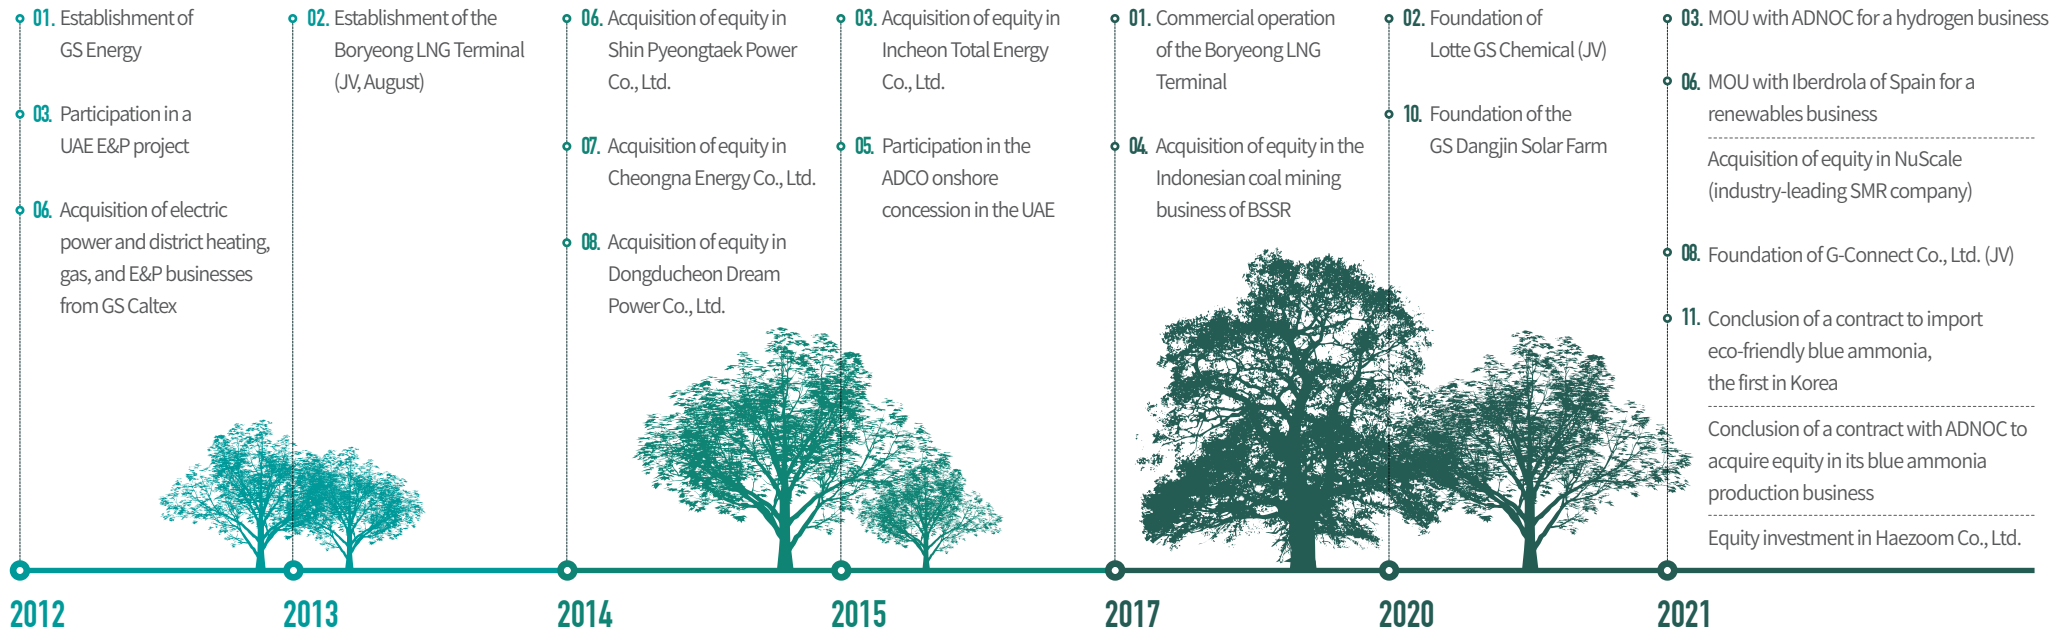 01. Establishment of
GS Energy
03. Participation in a
UAE E&P project
06. Acquisition of electric
power and district heating,
gas, and E&P businesses
from GS Caltex
2012
02. Establishment of the
Boryeong LNG Terminal
(JV, August)
2013
06. Acquisition of equity in
Shin Pyeongtaek Power
Co., Ltd.
07. Acquisition of equity in
Cheongna Energy Co., Ltd.
08. Acquisition of equity in
Dongducheon Dream
Power Co., Ltd.
2014
03. Acquisition of equity in
Incheon Total Energy
Co., Ltd.
05. Participation in the
ADCO onshore
concession in the UAE
2015
01. Commercial operation
of the Boryeong LNG
Terminal
04. Acquisition of equity in the
Indonesian coal mining
business of BSSR
2017
02. Foundation of
Lotte GS Chemical (JV)
10. Foundation of the
GS Dangjin Solar Farm
2020
03. MOU with ADNOC for a hydrogen business
06. MOU with Iberdrola of Spain for a
renewables business
Acquisition of equity in NuScale
(industry-leading SMR company)
08. Foundation of G-Connect Co., Ltd. (JV)
11. Conclusion of a contract to import
eco-friendly blue ammonia,
the first in Korea
Conclusion of a contract with ADNOC to
acquire equity in its blue ammonia
production business
Equity investment in Haezoom Co., Ltd.
2021